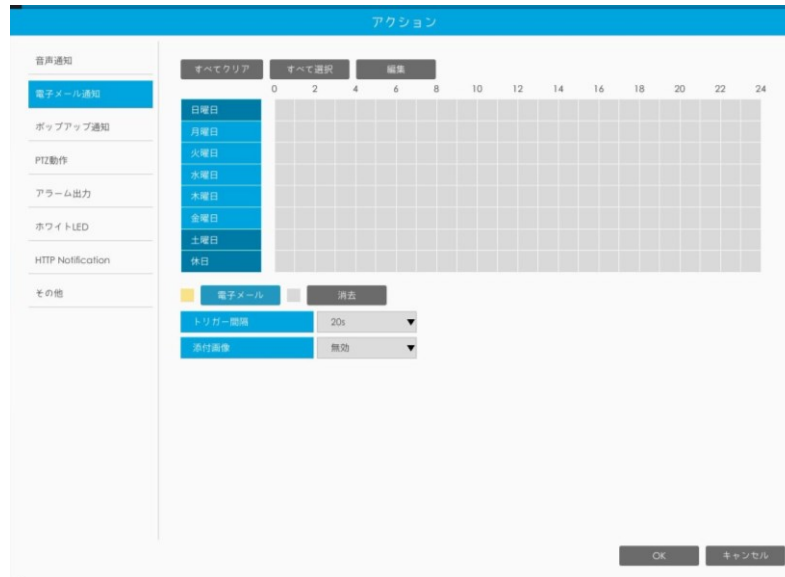 アクション
音声通知
電子メール通知
ポップアップ通知
PTZ動作
アラーム出力
ホワイトLED
HTTP Notification
その他
すべてクリア すべて選択 編集
0 2 4 6 8 10 12 14 16 18 20 22 24
日曜日
月曜日
火曜日
水曜日
木曜日
金曜日
土曜日
休日
電子メール 消去
トリガー間隔 20s
添付画像 無効
OK キャンセル